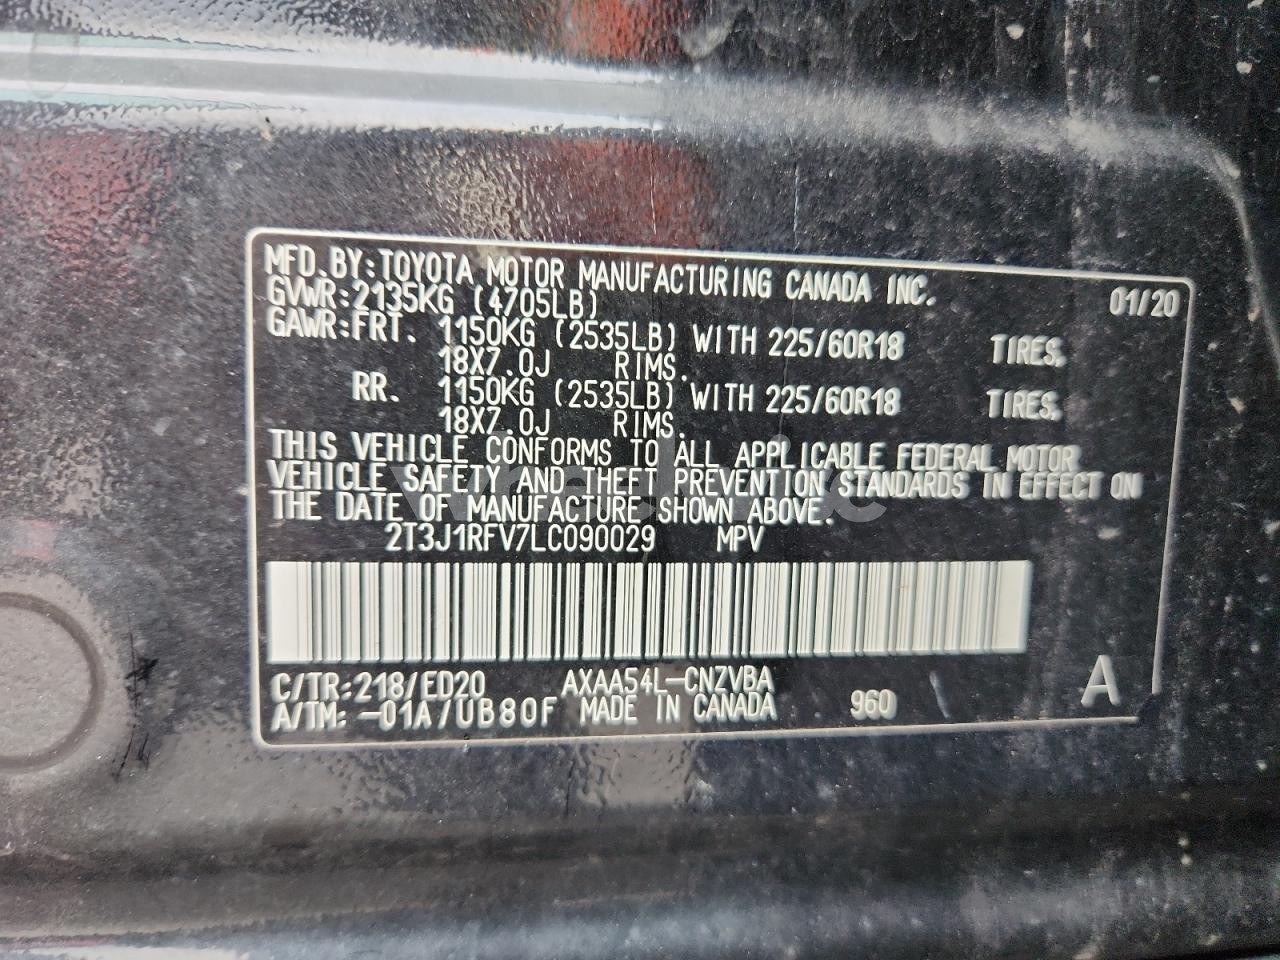 MFD.BY:TOYOTA MOTOR MANUFACTURING CANADA INC. 01/20
GVWR:2135KG (4705LB)
GAWR:FRT. 1150KG (2535LB) WITH 225/60R18 TIRES,
18X7.0J RIMS.
RR. 1150KG (2535LB) WITH 225/60R18 TIRES,
18X7.0J RIMS.
THIS VEHICLE CONFORMS TO ALL APPLICABLE FEDERAL MOTOR
VEHICLE SAFETY AND THEFT PREVENTION STANDARDS IN EFFECT ON
THE DATE OF MANUFACTURE SHOWN ABOVE.
2T3J1RFV7LC090029 MPV
C/TR:218/ED20 AXAA54L-CNZVBA
A/TM:-01A/UB80F MADE IN CANADA 960 A